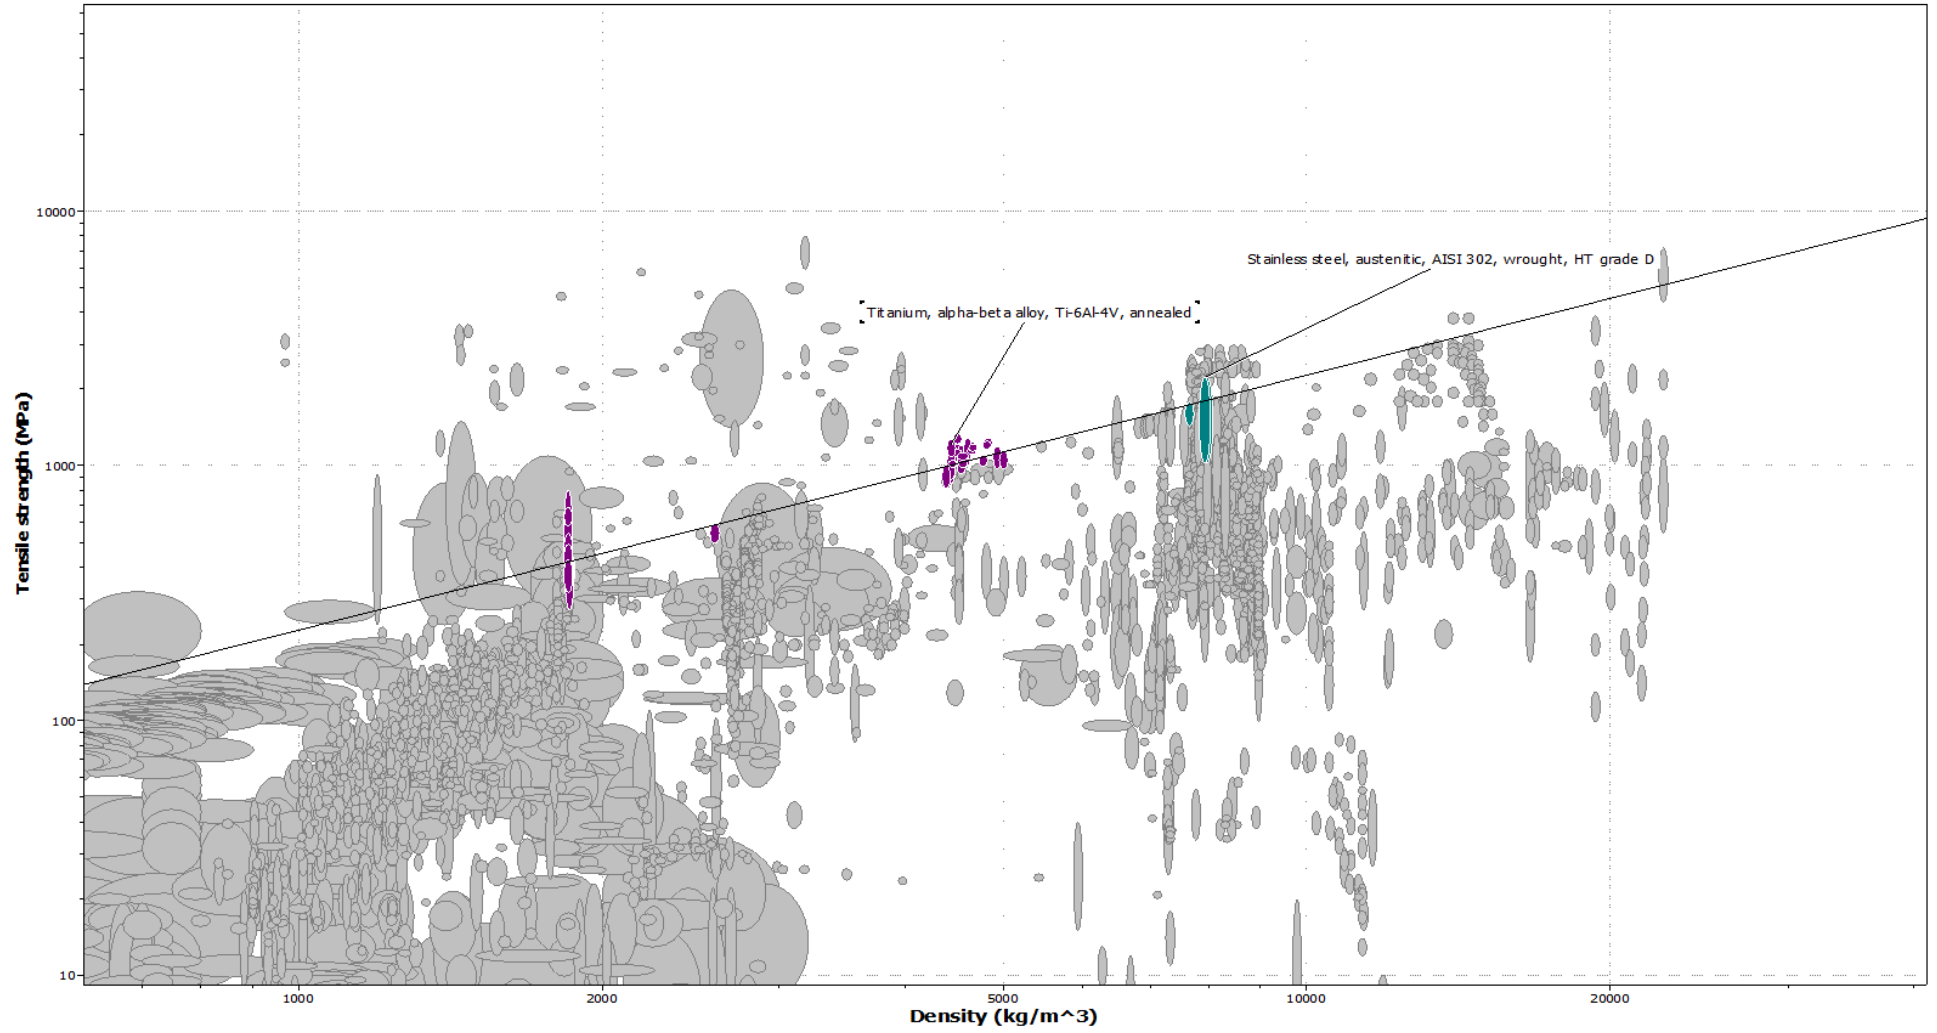 10000
Stainless steel, austenitic, AISI 302, wrought, HT grade D
Titanium, alpha-beta alloy, Ti-6Al-4V, annealed
Tensile strength (MPa)
1000
100
10
1000
2000
5000
10000
20000
Density (kg/m^3)